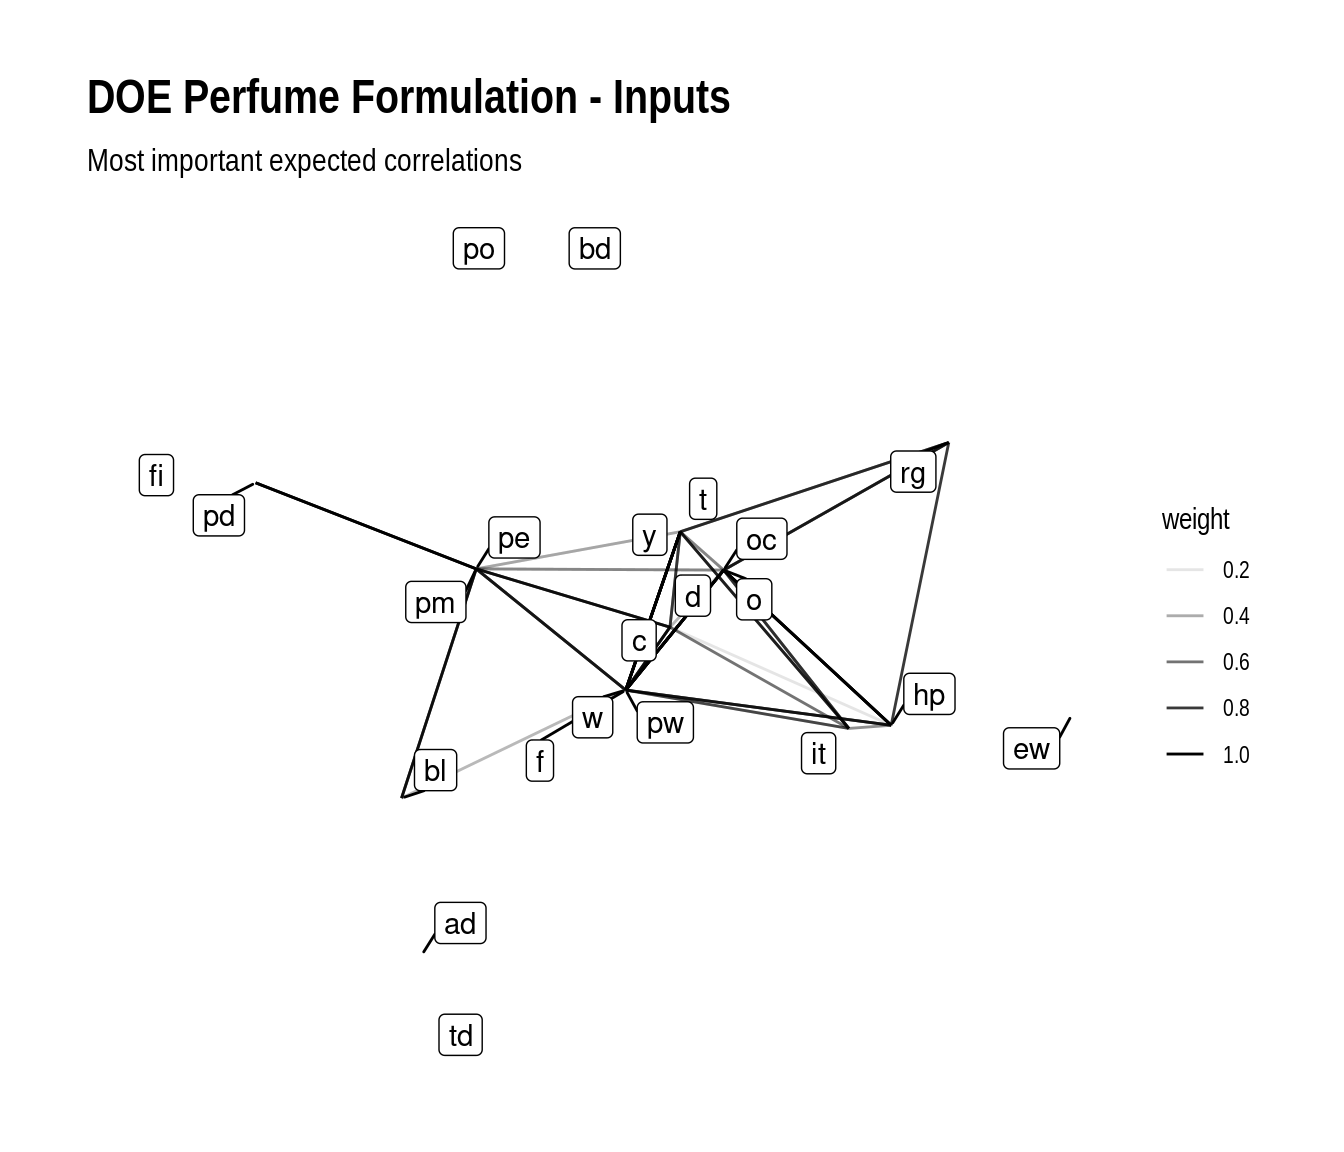 DOE Perfume Formulation - Inputs
Most important expected correlations
po
bd
fi
pd
pe
pm
y
t
oc
rg
d
o
c
w
pw
f
bl
it
hp
ew
ad
td
weight
0.2
0.4
0.6
0.8
1.0